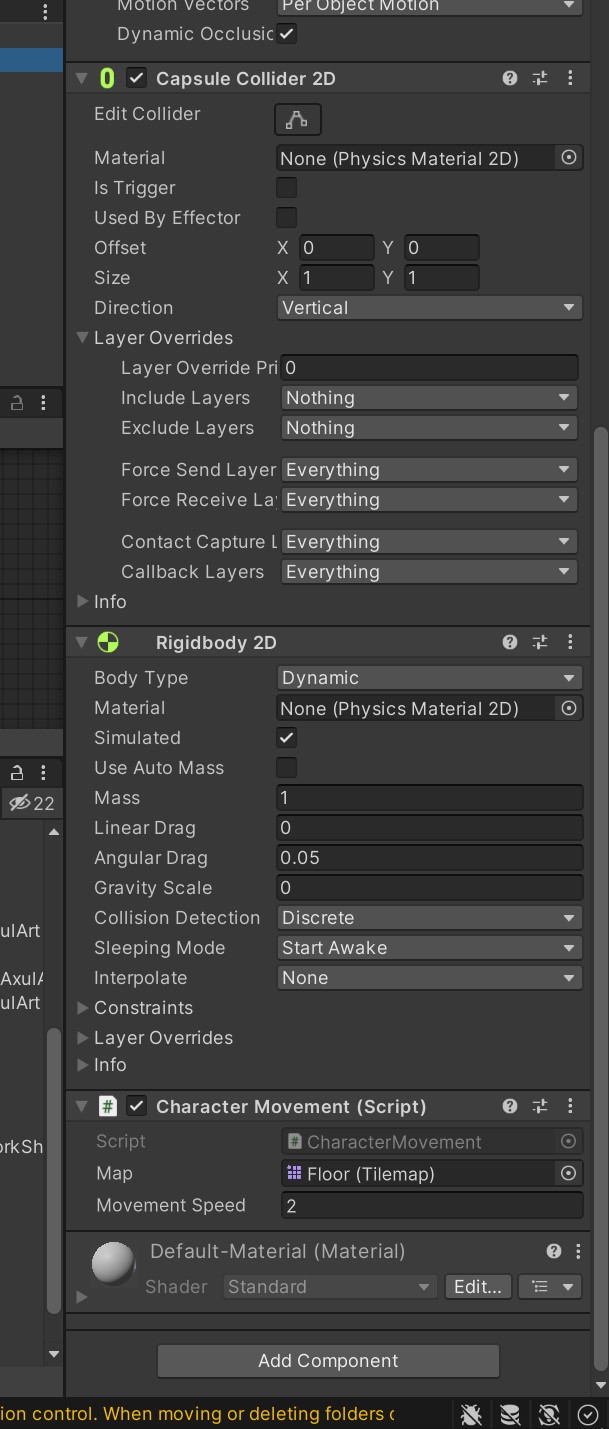 Motion Vectors Per Object Motion
Dynamic Occlusic
Capsule Collider 2D
Edit Collider
Material None (Physics Material 2D)
Is Trigger
Used By Effector
Offset X 0 Y 0
Size X 1 Y 1
Direction Vertical
Layer Overrides
Layer Override Pri 0
Include Layers Nothing
Exclude Layers Nothing
Force Send Layer Everything
Force Receive La Everything
Contact Capture L Everything
Callback Layers Everything
Info
Rigidbody 2D
Body Type Dynamic
Material None (Physics Material 2D)
Simulated
Use Auto Mass
22
Mass 1
Linear Drag 0
Angular Drag 0.05
Gravity Scale 0
Collision Detection Discrete
ulArt
Sleeping Mode Start Awake
AxulA
Interpolate None
ulArt
Constraints
Layer Overrides
Info
Character Movement (Script)
Script CharacterMovement
orkSh
Map Floor (Tilemap)
Movement Speed 2
Default-Material (Material)
Shader Standard Edit...
Add Component
ion control. When moving or deleting folders